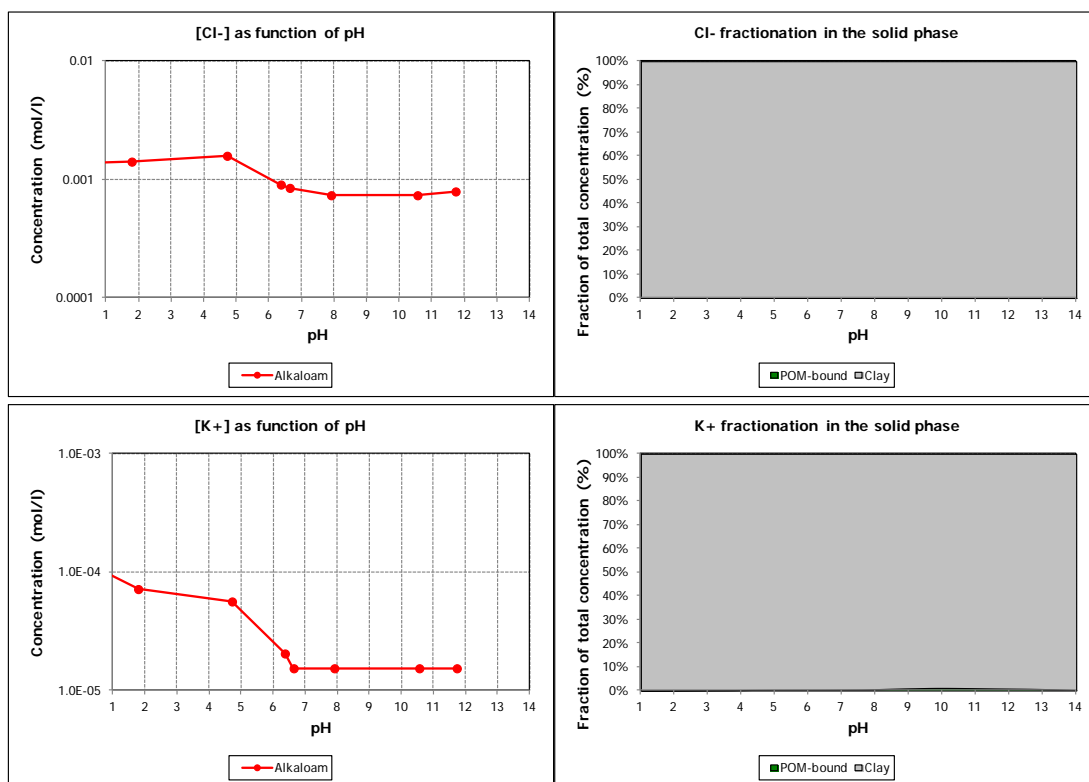 [Cl-] as function of pH
Concentration (mol/l)
0.01
0.001
0.0001
1 2 3 4 5 6 7 8 9 10 11 12 13 14
pH
Alkaloam
Cl- fractionation in the solid phase
Fraction of total concentration (%)
100%
90%
80%
70%
60%
50%
40%
30%
20%
10%
0%
1 2 3 4 5 6 7 8 9 10 11 12 13 14
pH
POM-bound Clay
[K+] as function of pH
Concentration (mol/l)
1.0E-03
1.0E-04
1.0E-05
1 2 3 4 5 6 7 8 9 10 11 12 13 14
pH
Alkaloam
K+ fractionation in the solid phase
Fraction of total concentration (%)
100%
90%
80%
70%
60%
50%
40%
30%
20%
10%
0%
1 2 3 4 5 6 7 8 9 10 11 12 13 14
pH
POM-bound Clay